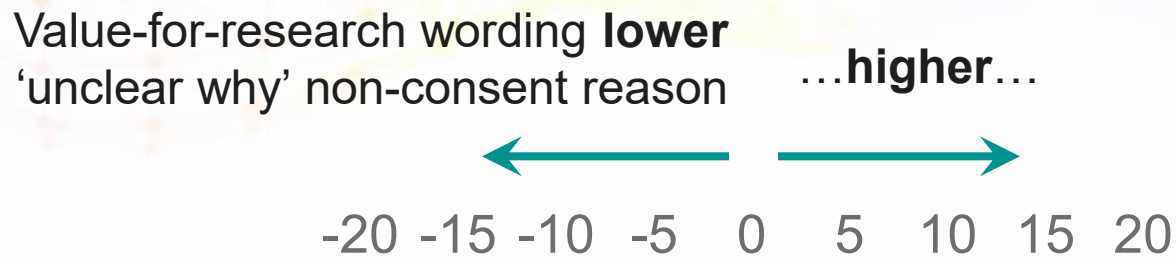 Value-for-research wording lower
‘unclear why’ non-consent reason
…higher…
-20 -15 -10 -5 0 5 10 15 20